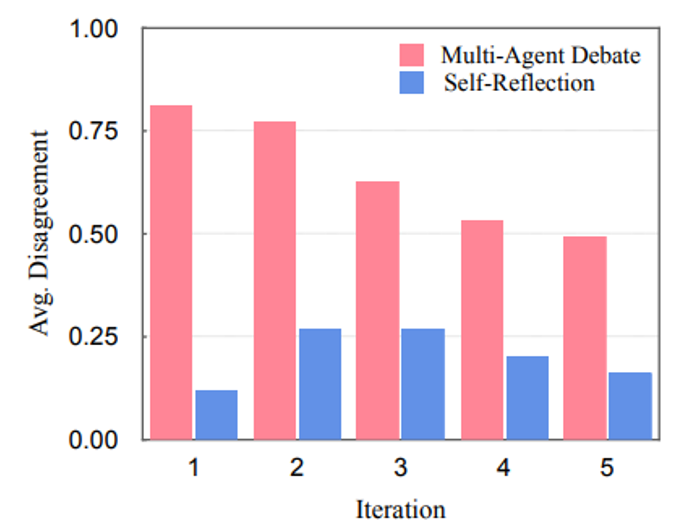 1.00
Multi-Agent Debate
Self-Reflection
0.75
0.50
0.25
0.00
Avg. Disagreement
1 2 3 4 5
Iteration